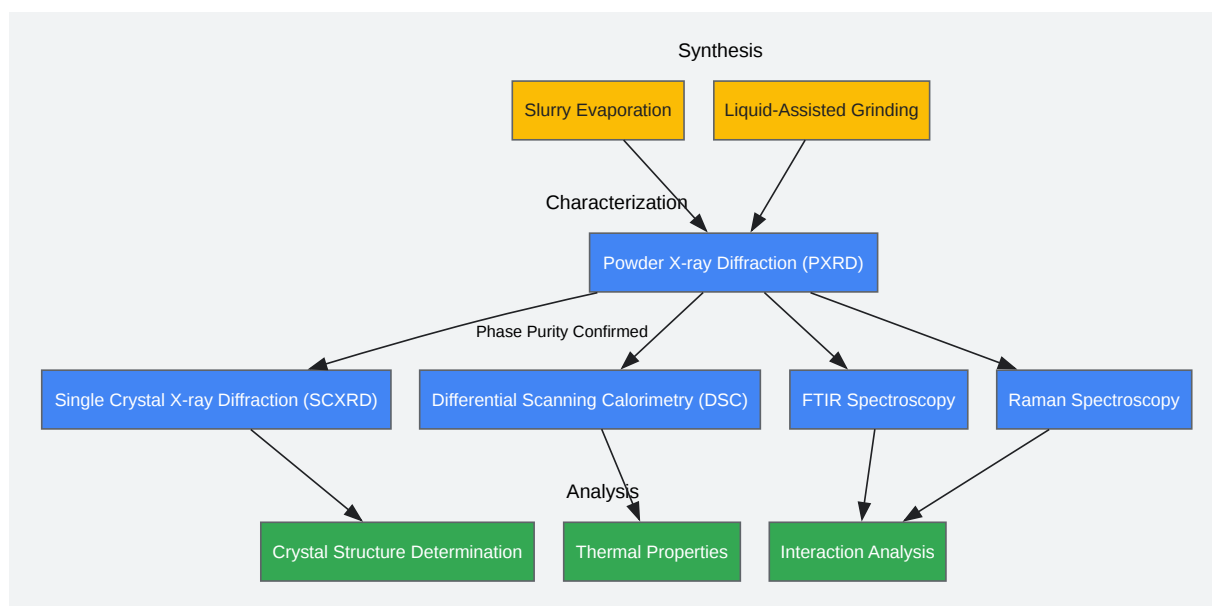 Synthesis
Slurry Evaporation
Liquid-Assisted Grinding
Characterization
Powder X-ray Diffraction (PXRD)
Phase Purity Confirmed
Single Crystal X-ray Diffraction (SCXRD)
Differential Scanning Calorimetry (DSC)
FTIR Spectroscopy
Raman Spectroscopy
Analysis
Crystal Structure Determination
Thermal Properties
Interaction Analysis